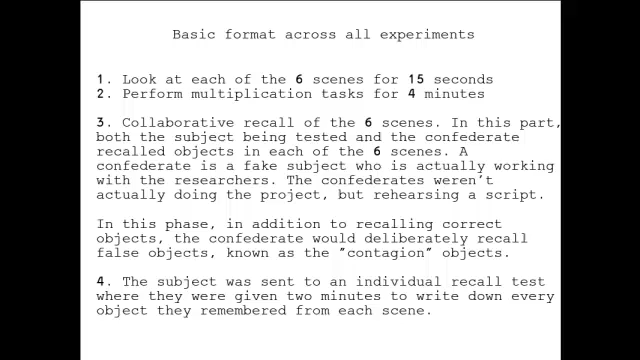 Basic format across all experiments
1. Look at each of the 6 scenes for 15 seconds
2. Perform multiplication tasks for 4 minutes
3. Collaborative recall of the 6 scenes. In this part,
both the subject being tested and the confederate
recalled objects in each of the 6 scenes. A
confederate is a fake subject who is actually working
with the researchers. The confederates weren't
actually doing the project, but rehearsing a script.
In this phase, in addition to recalling correct
objects, the confederate would deliberately recall
false objects, known as the "contagion" objects.
4. The subject was sent to an individual recall test
where they were given two minutes to write down every
object they remembered from each scene.